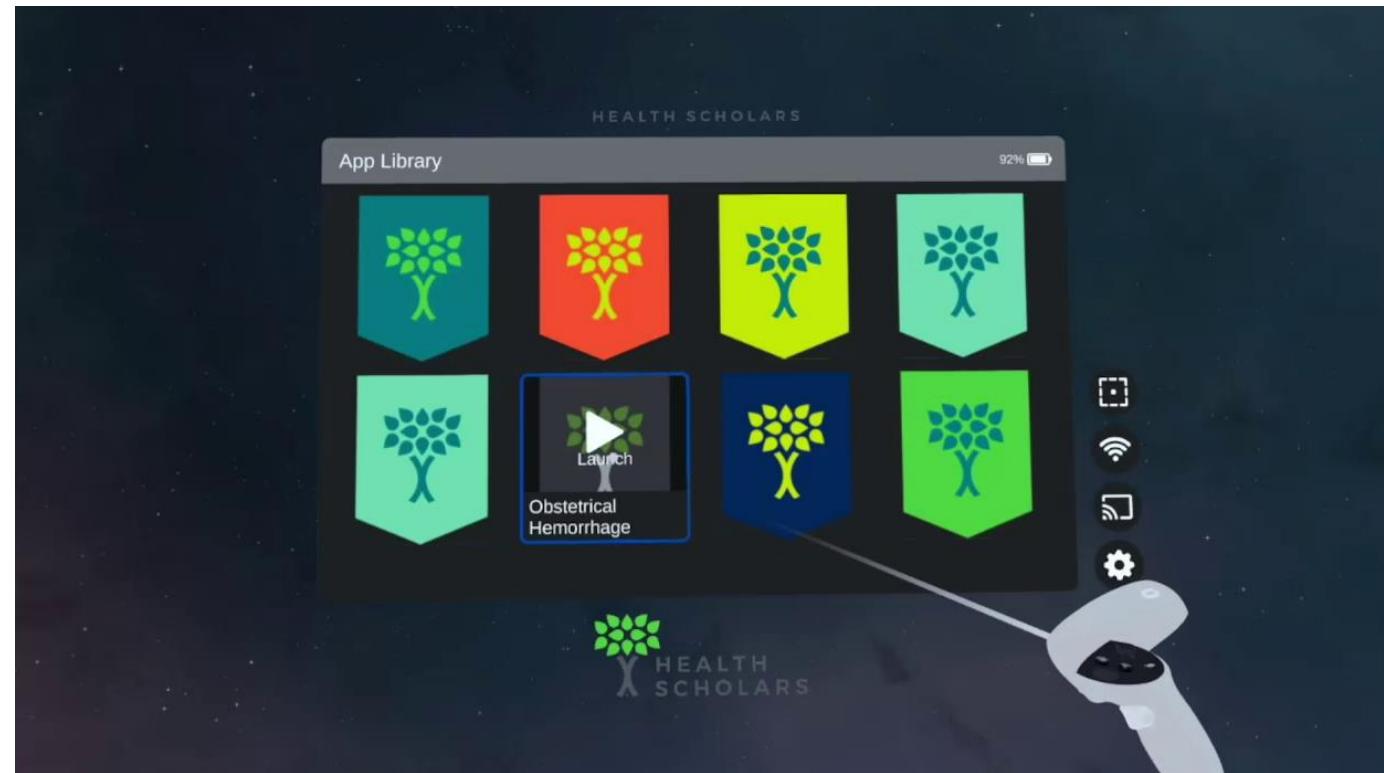 HEALTH SCHOLARS
App Library
92%
Launch
Obstetrical
Hemorrhage
HEALTH
SCHOLARS